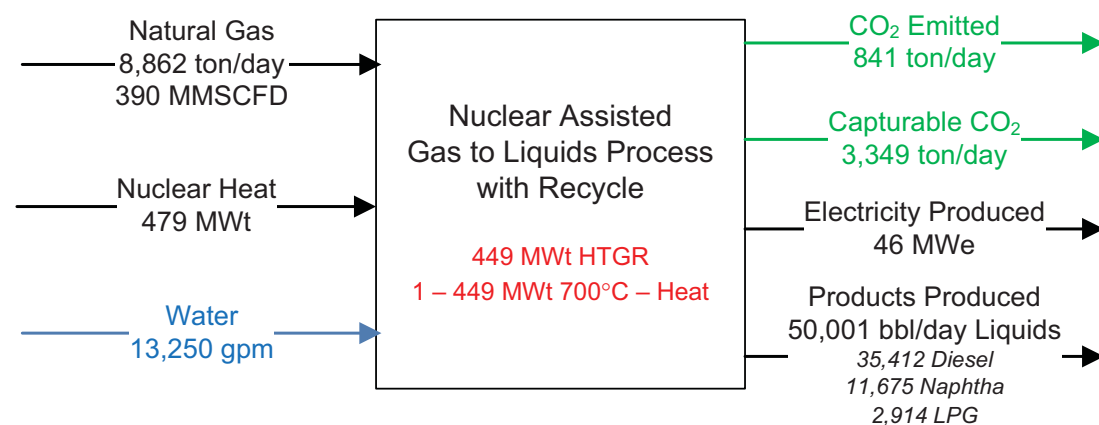 Natural Gas
8,862 ton/day
390 MMSCFD
Nuclear Heat
479 MWt
Water
13,250 gpm
Nuclear Assisted
Gas to Liquids Process
with Recycle
449 MWt HTGR
1 – 449 MWt 700°C – Heat
CO₂ Emitted
841 ton/day
Capturable CO₂
3,349 ton/day
Electricity Produced
46 MWe
Products Produced
50,001 bbl/day Liquids
35,412 Diesel
11,675 Naphtha
2,914 LPG